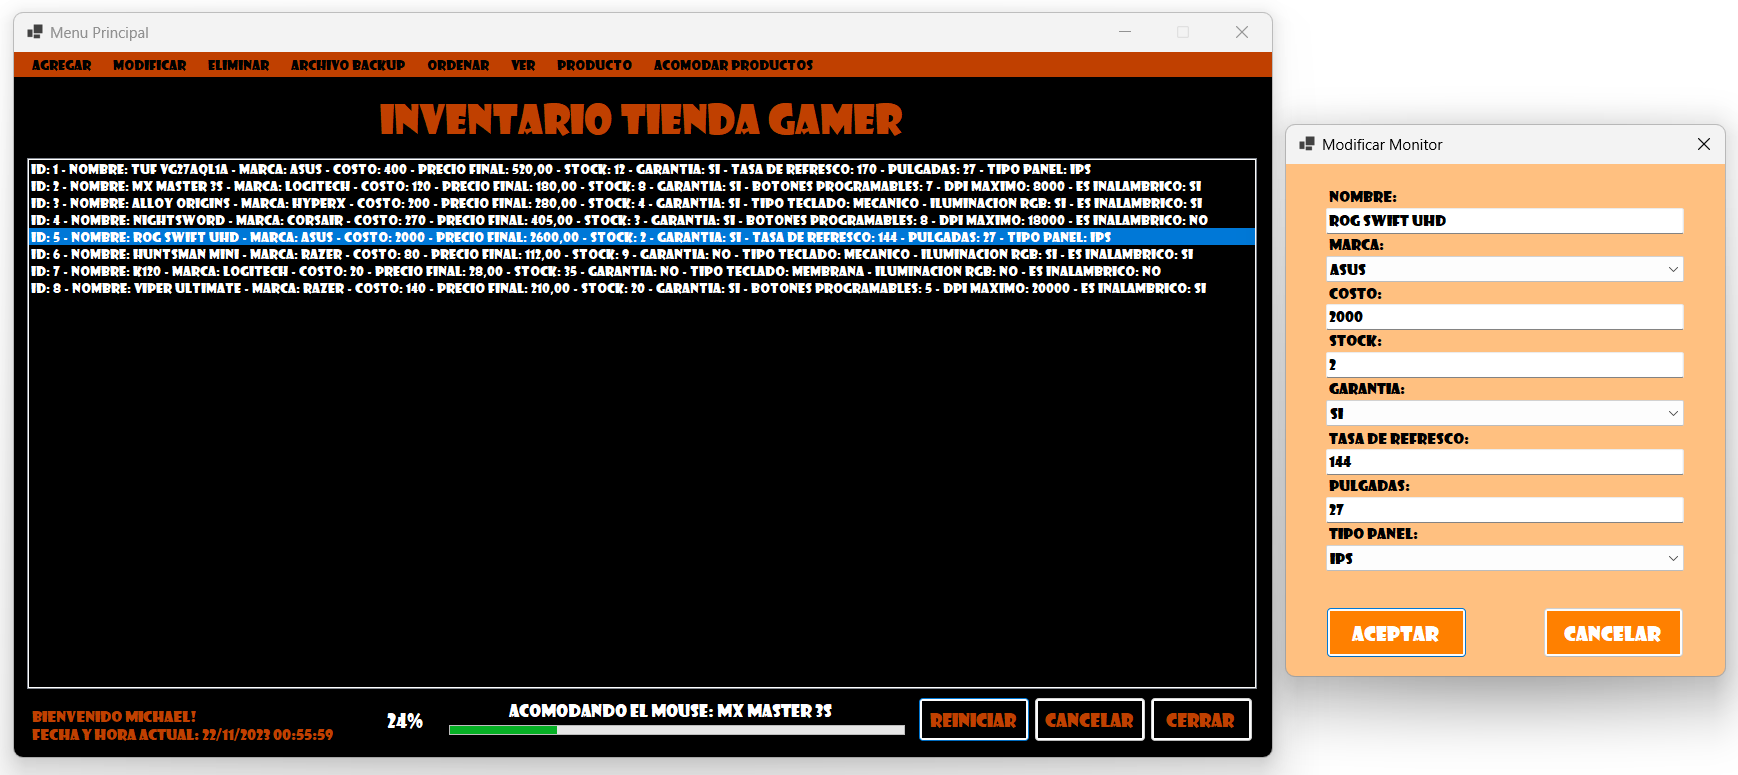 Menu Principal
AGREGAR MODIFICAR ELIMINAR ARCHIVO BACKUP ORDENAR VER PRODUCTO ACOMODAR PRODUCTOS
INVENTARIO TIENDA GAMER
ID: 1 - NOMBRE: TUF VG27AQL1A - MARCA: ASUS - COSTO: 400 - PRECIO FINAL: 520,00 - STOCK: 12 - GARANTIA: SI - TASA DE REFRESCO: 170 - PULGADAS: 27 - TIPO PANEL: IPS
ID: 2 - NOMBRE: MX MASTER 3S - MARCA: LOGITECH - COSTO: 120 - PRECIO FINAL: 180,00 - STOCK: 8 - GARANTIA: SI - BOTONES PROGRAMABLES: 7 - DPI MAXIMO: 8000 - ES INALAMBRICO: SI
ID: 3 - NOMBRE: ALLOY ORIGINS - MARCA: HYPERX - COSTO: 200 - PRECIO FINAL: 280,00 - STOCK: 4 - GARANTIA: SI - TIPO TECLADO: MECANICO - ILUMINACION RGB: SI - ES INALAMBRICO: SI
ID: 4 - NOMBRE: NIGHTSWORD - MARCA: CORSAIR - COSTO: 270 - PRECIO FINAL: 405,00 - STOCK: 3 - GARANTIA: SI - BOTONES PROGRAMABLES: 8 - DPI MAXIMO: 18000 - ES INALAMBRICO: NO
ID: 5 - NOMBRE: ROG SWIFT UHD - MARCA: ASUS - COSTO: 2000 - PRECIO FINAL: 2600,00 - STOCK: 2 - GARANTIA: SI - TASA DE REFRESCO: 144 - PULGADAS: 27 - TIPO PANEL: IPS
ID: 6 - NOMBRE: HUNTSMAN MINI - MARCA: RAZER - COSTO: 80 - PRECIO FINAL: 112,00 - STOCK: 9 - GARANTIA: NO - TIPO TECLADO: MECANICO - ILUMINACION RGB: SI - ES INALAMBRICO: SI
ID: 7 - NOMBRE: K120 - MARCA: LOGITECH - COSTO: 20 - PRECIO FINAL: 28,00 - STOCK: 35 - GARANTIA: NO - TIPO TECLADO: MEMBRANA - ILUMINACION RGB: NO - ES INALAMBRICO: NO
ID: 8 - NOMBRE: VIPER ULTIMATE - MARCA: RAZER - COSTO: 140 - PRECIO FINAL: 210,00 - STOCK: 20 - GARANTIA: SI - BOTONES PROGRAMABLES: 5 - DPI MAXIMO: 20000 - ES INALAMBRICO: SI
BIENVENIDO MICHAEL!
FECHA Y HORA ACTUAL: 22/11/2023 00:55:59
24%
ACOMODANDO EL MOUSE: MX MASTER 3S
REINICIAR
CANCELAR
CERRAR
Modificar Monitor
NOMBRE:
ROG SWIFT UHD
MARCA:
ASUS
COSTO:
2000
STOCK:
2
GARANTIA:
SI
TASA DE REFRESCO:
144
PULGADAS:
27
TIPO PANEL:
IPS
ACEPTAR
CANCELAR